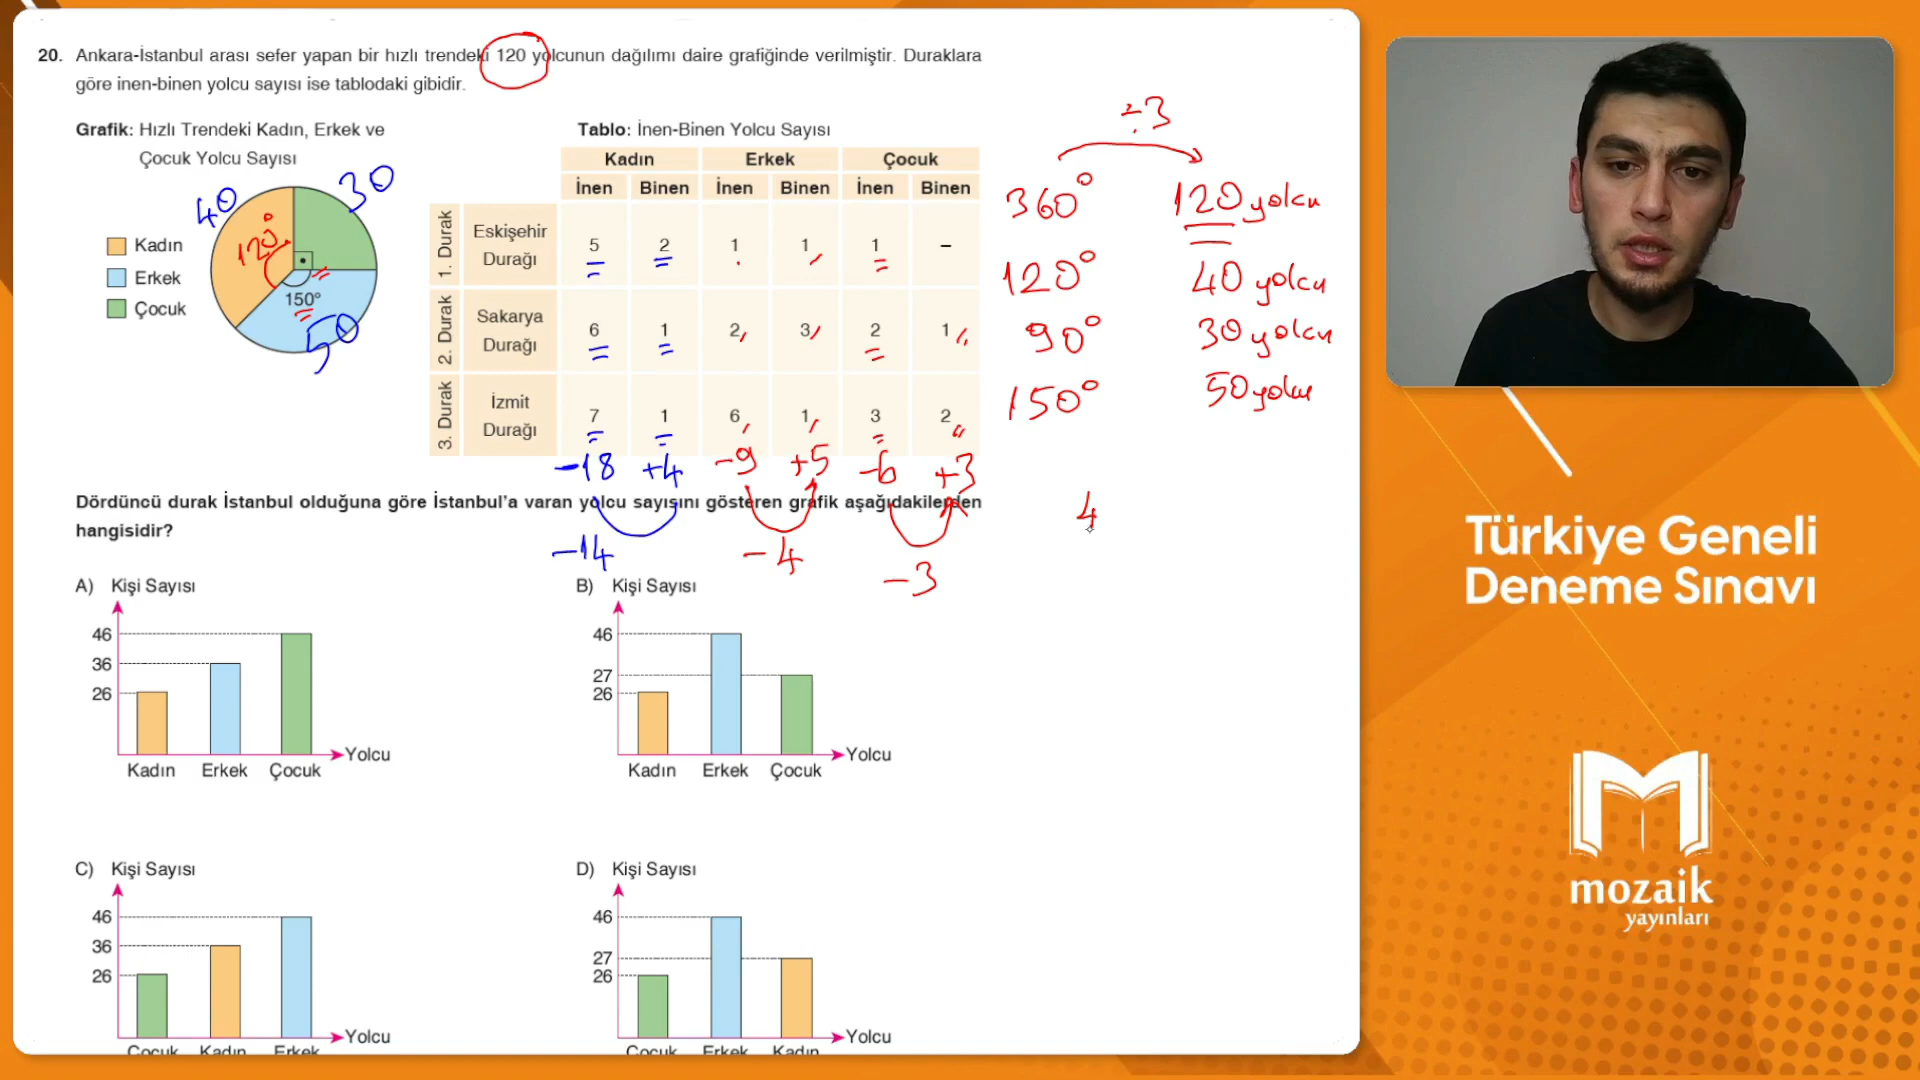 20. Ankara-İstanbul arası sefer yapan bir hızlı trendeki 120 yolcunun dağılımı daire grafiğinde verilmiştir. Duraklara
göre inen-binen yolcu sayısı ise tablodaki gibidir.
Grafik: Hızlı Trendeki Kadın, Erkek ve
Çocuk Yolcu Sayısı
40
30
120°
150°
50
Kadın
Erkek
Çocuk
Tablo: İnen-Binen Yolcu Sayısı
Kadın Erkek Çocuk
İnen Binen İnen Binen İnen Binen
1. Durak Eskişehir Durağı 5 2 1 1 1 –
2. Durak Sakarya Durağı 6 1 2 3 2 1
3. Durak İzmit Durağı 7 1 6 1 3 2
-18 +4 -9 +5 -6 +3
-14 -4 -3
÷3
360° 120 yolcu
120° 40 yolcu
90° 30 yolcu
150° 50 yolcu
4
Dördüncü durak İstanbul olduğuna göre İstanbul'a varan yolcu sayısını gösteren grafik aşağıdakilerden
hangisidir?
A) Kişi Sayısı
46
36
26
Yolcu
Kadın Erkek Çocuk
B) Kişi Sayısı
46
27
26
Yolcu
Kadın Erkek Çocuk
C) Kişi Sayısı
46
36
26
Yolcu
Çocuk Kadın Erkek
D) Kişi Sayısı
46
27
26
Yolcu
Çocuk Erkek Kadın
Türkiye Geneli
Deneme Sınavı
mozaik
yayınları